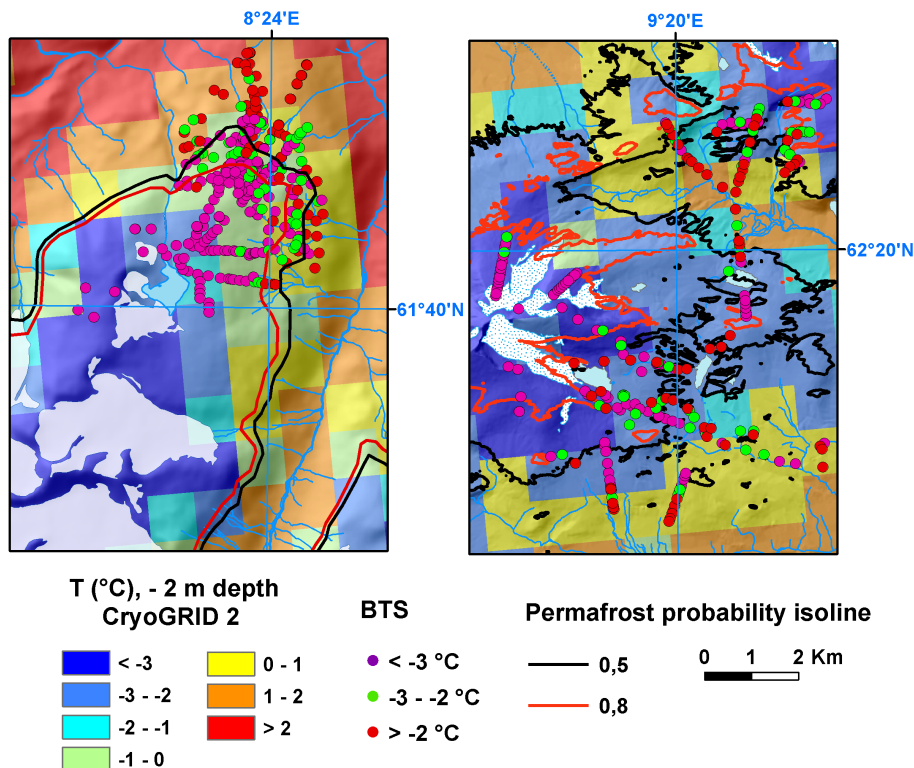 8°24'E
9°20'E
62°20'N
61°40'N
T (°C), - 2 m depth
CryoGRID 2
< -3
-3 - -2
-2 - -1
-1 - 0
0 - 1
1 - 2
> 2
BTS
< -3 °C
-3 - -2 °C
> -2 °C
Permafrost probability isoline
0,5
0,8
0 1 2 Km